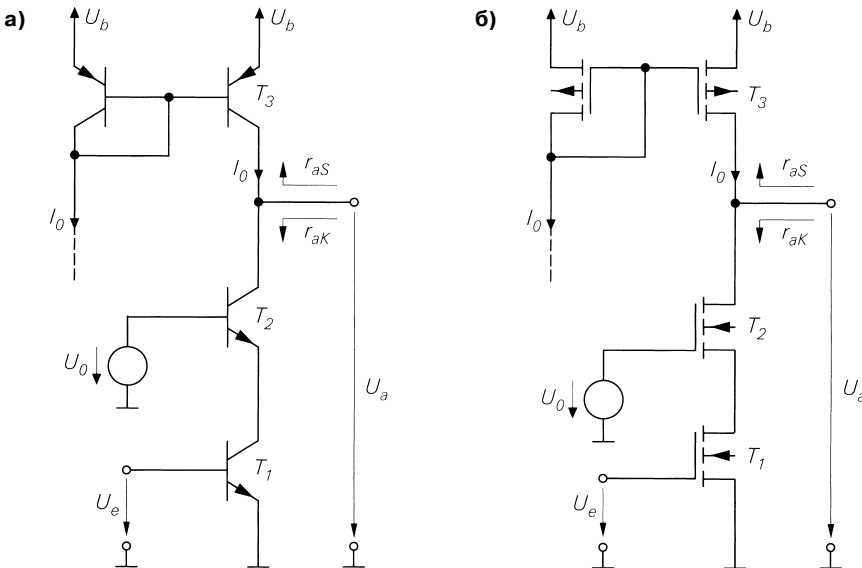 а)
U_b
U_b
T_3
I_0
r_aS
I_0
r_aK
T_2
U_0
U_a
T_1
U_e
б)
U_b
U_b
T_3
I_0
r_aS
I_0
r_aK
T_2
U_0
U_a
T_1
U_e